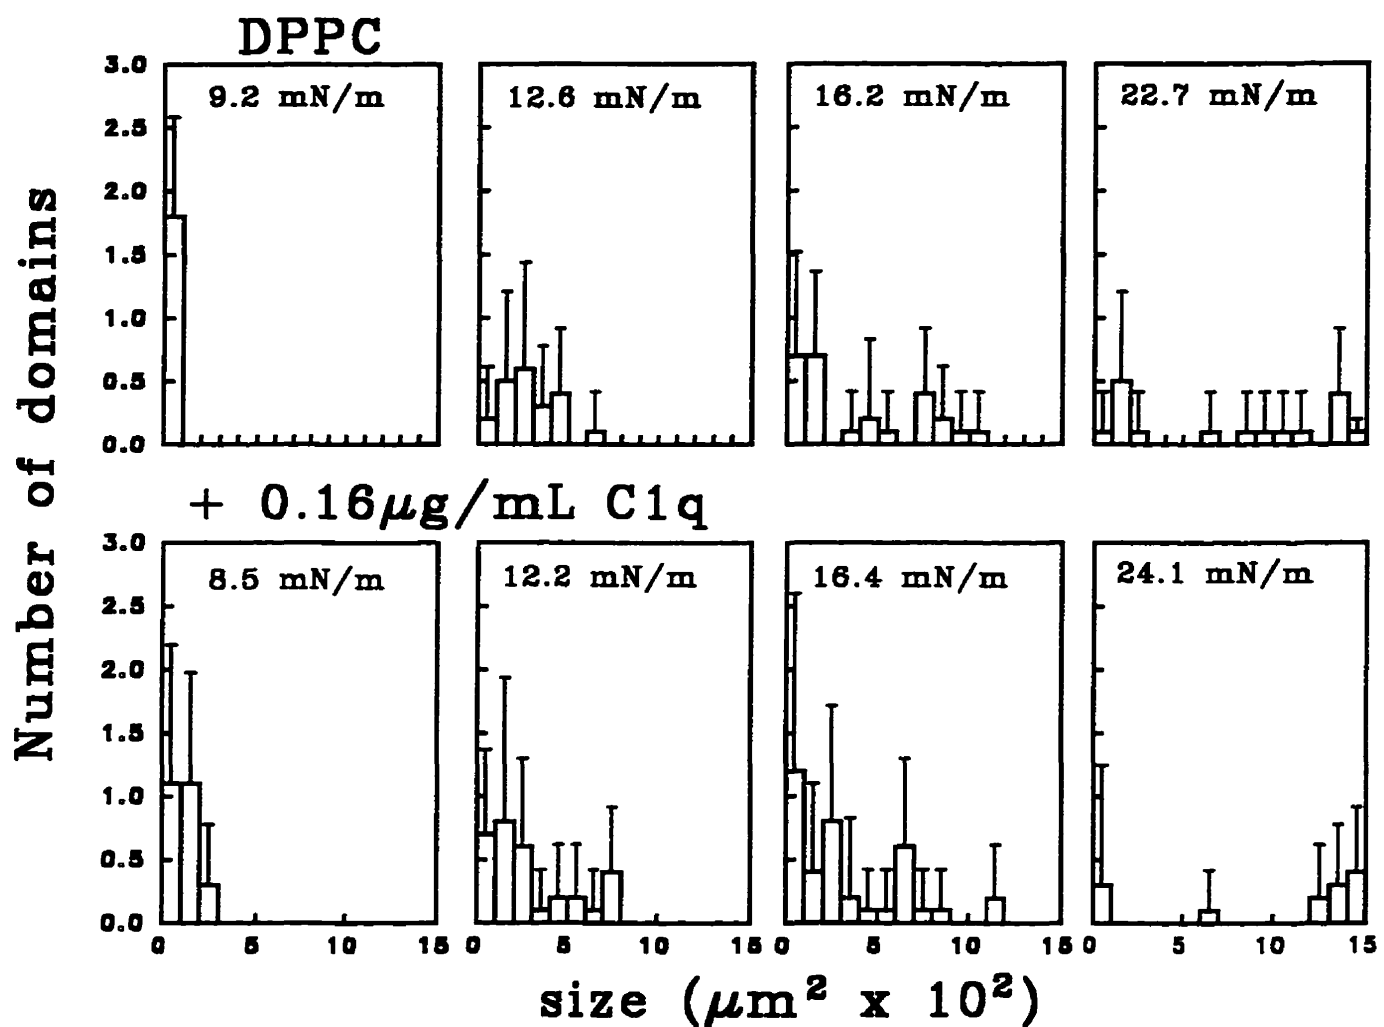 DPPC
3.0
2.5
2.0
1.5
1.0
0.5
0.0
9.2 mN/m
12.6 mN/m
16.2 mN/m
22.7 mN/m
+ 0.16μg/mL C1q
3.0
2.5
2.0
1.5
1.0
0.5
0.0
8.5 mN/m
12.2 mN/m
16.4 mN/m
24.1 mN/m
0 5 10 15 0 5 10 15 0 5 10 15 0 5 10 15
Number of domains
size (μm² x 10²)